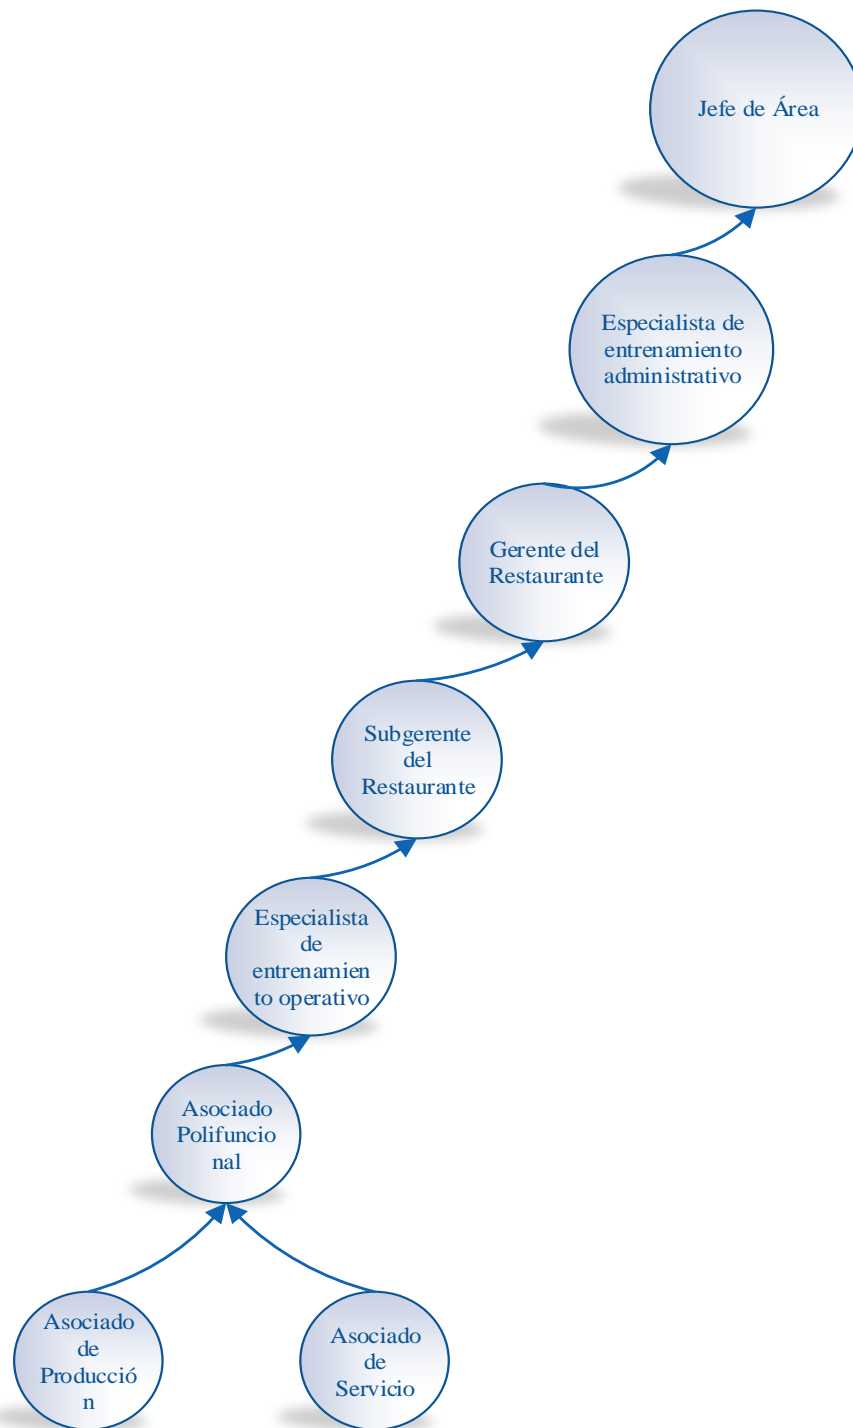 Jefe de Área
Especialista de
entrenamiento
administrativo
Gerente del
Restaurante
Subgerente
del
Restaurante
Especialista
de
entrenamien
to operativo
Asociado
Polifuncio
nal
Asociado
de
Producció
n
Asociado
de
Servicio